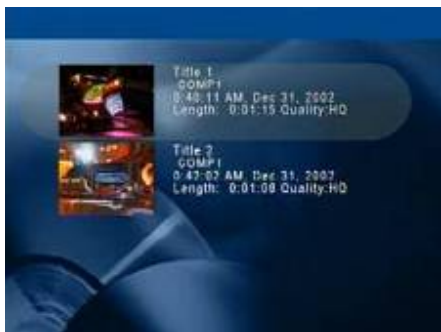 Title 1
COMP1
0:40:11 AM, Dec 31, 2002
Length: 0:01:15 Quality:HQ
Title 2
COMP1
0:42:02 AM, Dec 31, 2002
Length: 0:01:08 Quality:HQ